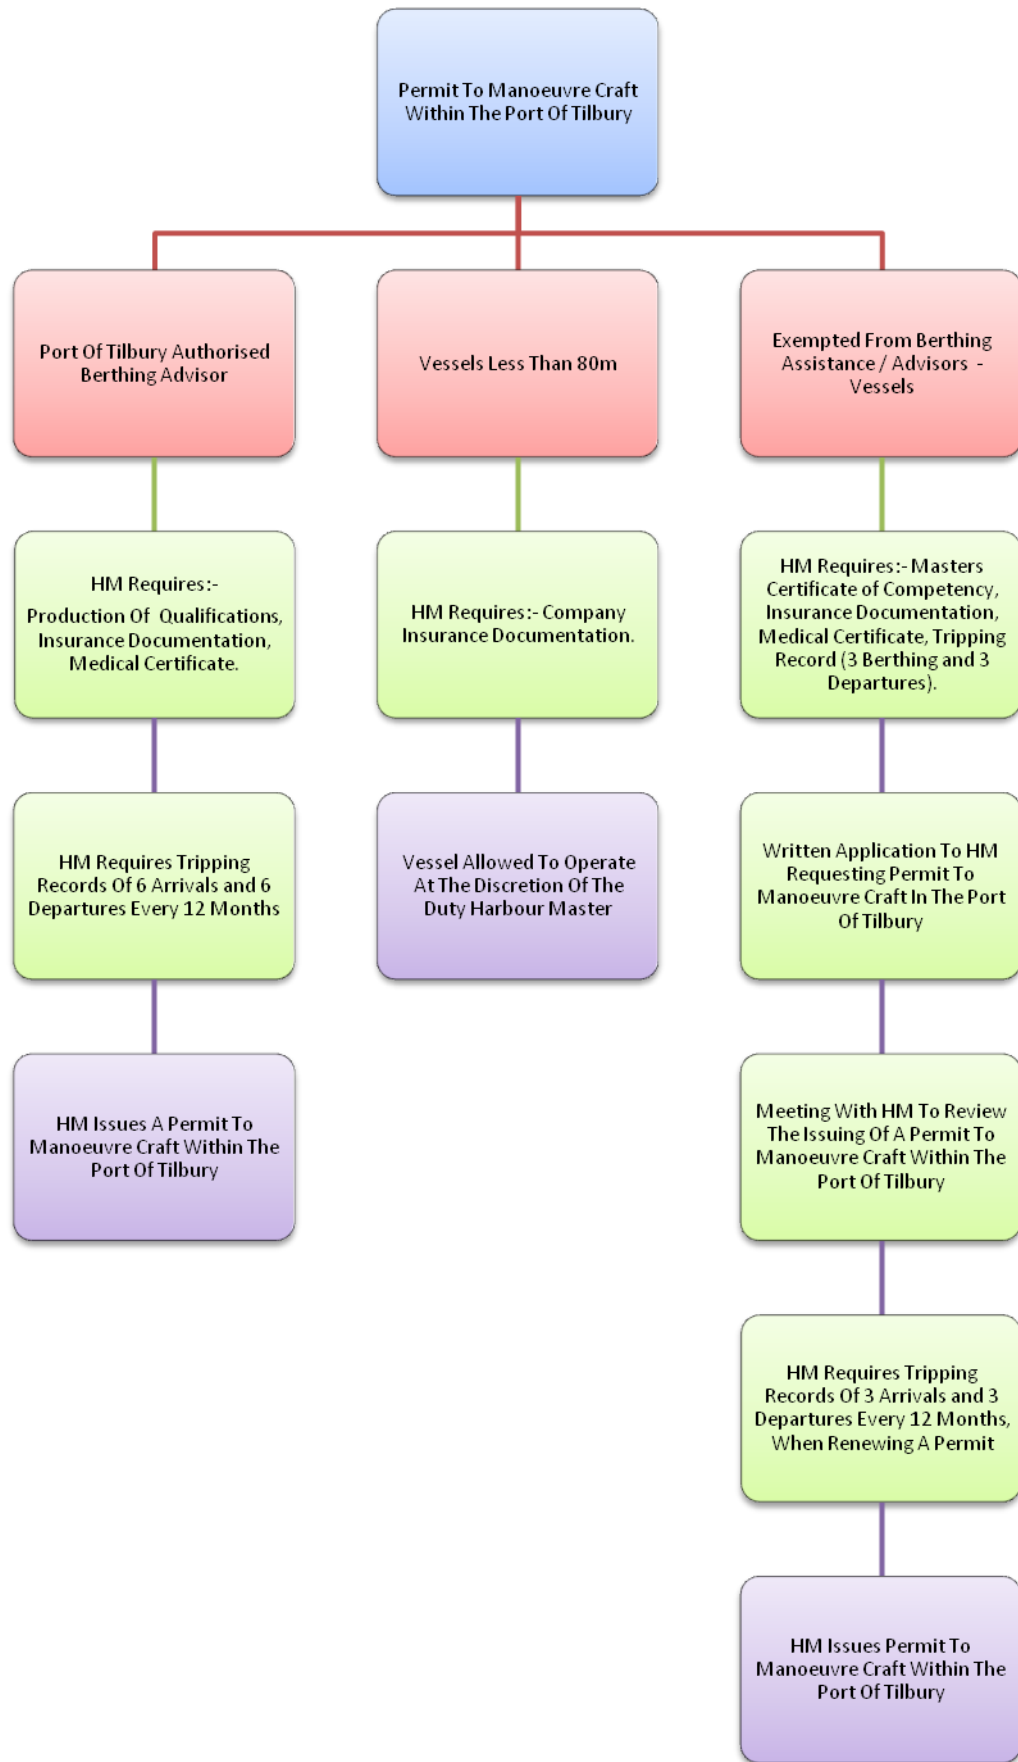 Permit To Manoeuvre Craft
Within The Port Of Tilbury
Port Of Tilbury Authorised
Berthing Advisor
Vessels Less Than 80m
Exempted From Berthing
Assistance / Advisors -
Vessels
HM Requires:-
Production Of Qualifications,
Insurance Documentation,
Medical Certificate.
HM Requires:- Company
Insurance Documentation.
HM Requires:- Masters
Certificate of Competency,
Insurance Documentation,
Medical Certificate, Tripping
Record (3 Berthing and 3
Departures).
HM Requires Tripping
Records Of 6 Arrivals and 6
Departures Every 12 Months
Vessel Allowed To Operate
At The Discretion Of The
Duty Harbour Master
Written Application To HM
Requesting Permit To
Manoeuvre Craft In The Port
Of Tilbury
HM Issues A Permit To
Manoeuvre Craft Within The
Port Of Tilbury
Meeting With HM To Review
The Issuing Of A Permit To
Manoeuvre Craft Within The
Port Of Tilbury
HM Requires Tripping
Records Of 3 Arrivals and 3
Departures Every 12 Months,
When Renewing A Permit
HM Issues Permit To
Manoeuvre Craft Within The
Port Of Tilbury